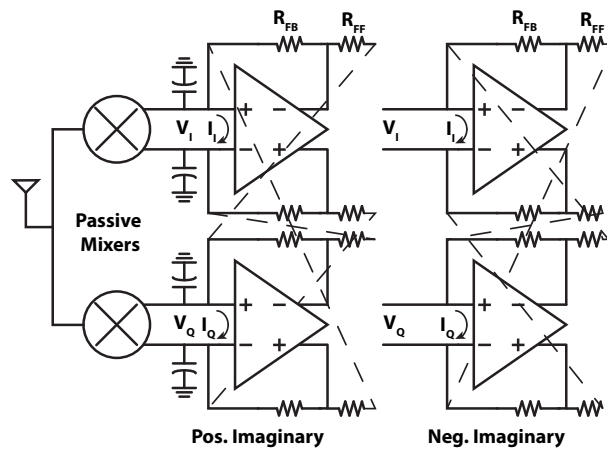 R_FB R_FF R_FB R_FF
+ − + −
V_I I_I V_I I_I
− + − +
Passive
Mixers
+ − + −
V_Q I_Q V_Q I_Q
− + − +
Pos. Imaginary Neg. Imaginary